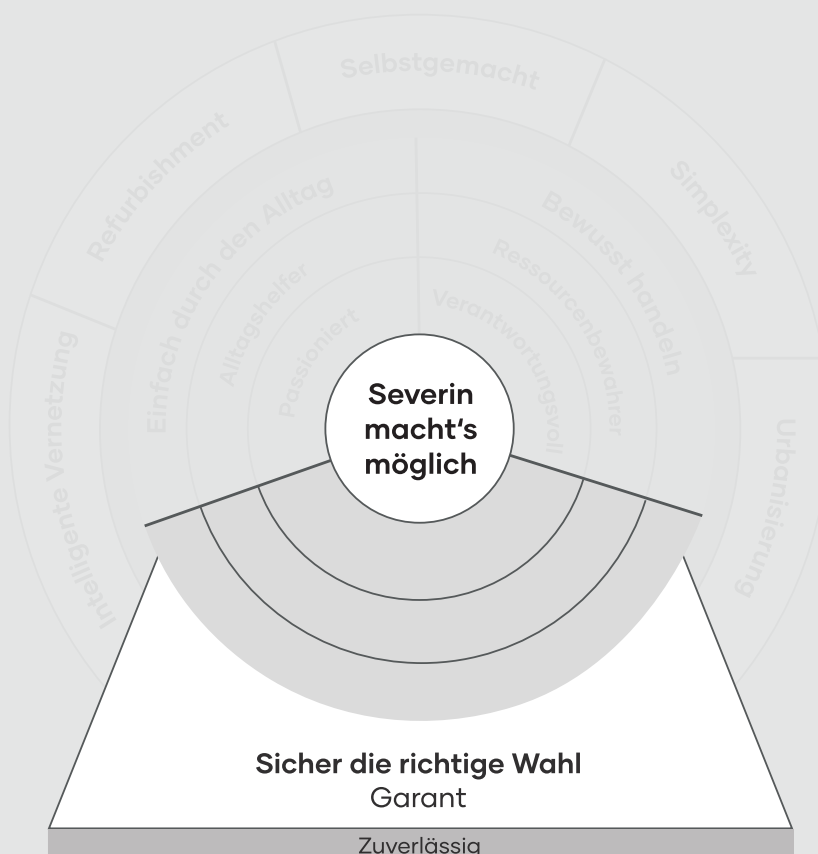 Selbstgemacht
Refurbishment
Simplexity
Einfach durch den Alltag
Bewusst handeln
Alltagshelfer
Ressourcenbewahrer
Passioniert
Verantwortungsvoll
Intelligente Vernetzung
Urbanisierung
Severin
macht‘s
möglich
Sicher die richtige Wahl
Garant
Zuverlässig